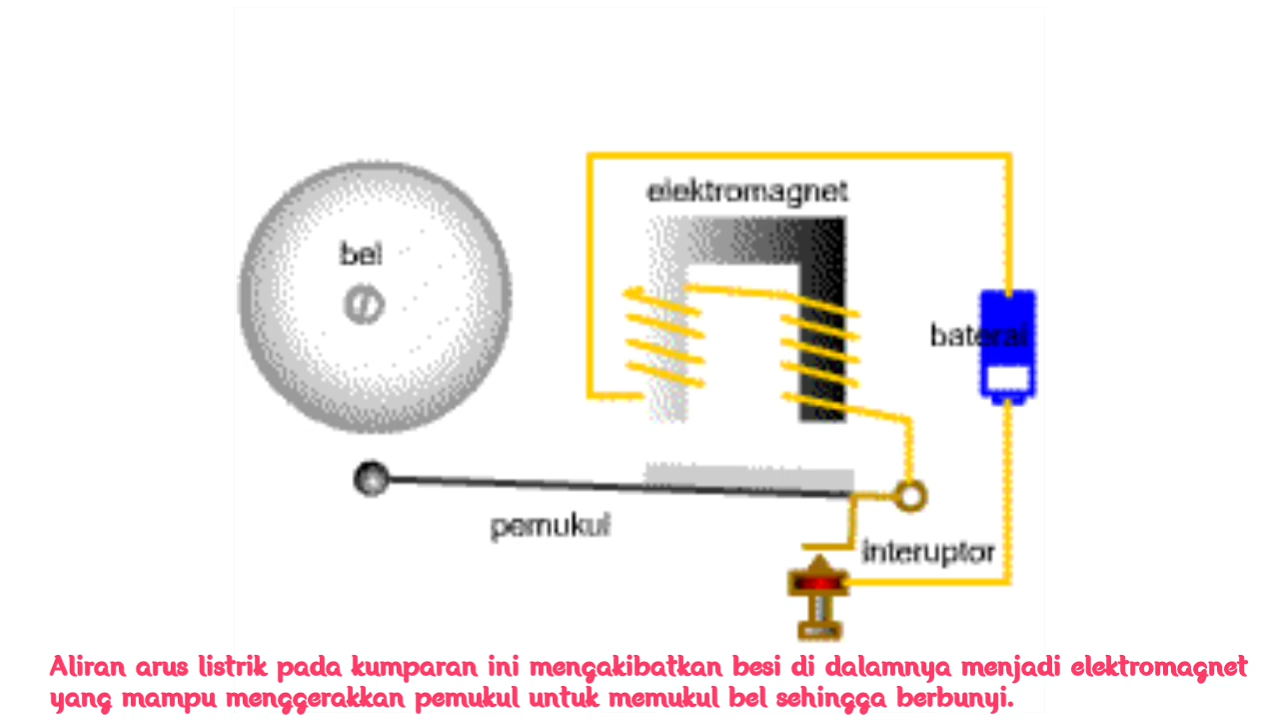 elektromagnet
bel
baterai
pemukul
interuptor
Aliran arus listrik pada kumparan ini mengakibatkan besi di dalamnya menjadi elektromagnet
yang mampu menggerakkan pemukul untuk memukul bel sehingga berbunyi.